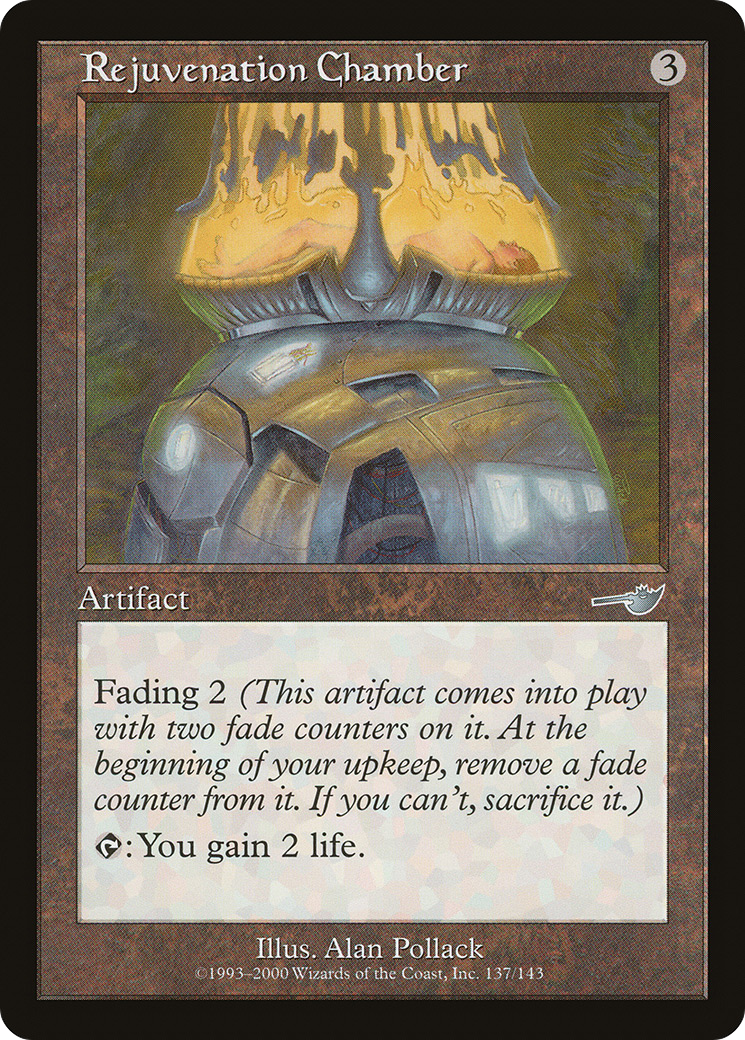 Rejuvenation Chamber
3
Artifact
Fading 2 (This artifact comes into play
with two fade counters on it. At the
beginning of your upkeep, remove a fade
counter from it. If you can't, sacrifice it.)
: You gain 2 life.
Illus. Alan Pollack
©1993–2000 Wizards of the Coast, Inc. 137/143